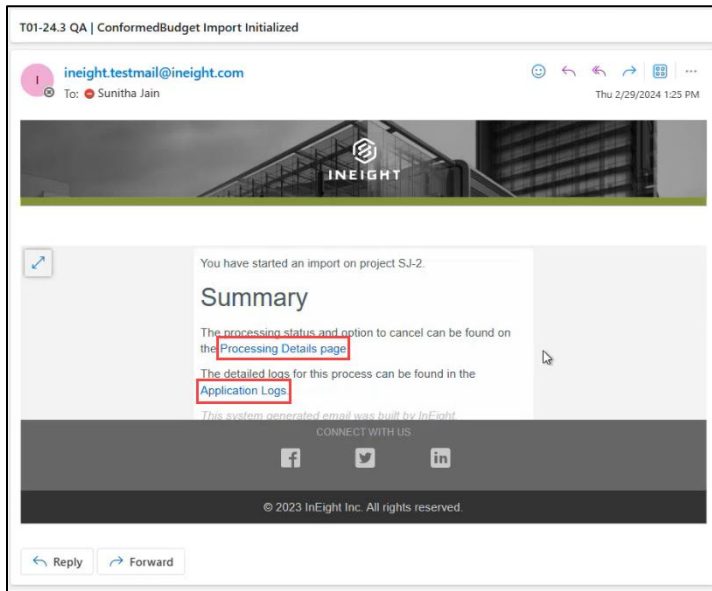 T01-24.3 QA | ConformedBudget Import Initialized
I
ineight.testmail@ineight.com
To: Sunitha Jain
Thu 2/29/2024 1:25 PM
INEIGHT
You have started an import on project SJ-2.
Summary
The processing status and option to cancel can be found on
the Processing Details page
The detailed logs for this process can be found in the
Application Logs.
This system generated email was built by InEight.
CONNECT WITH US
© 2023 InEight Inc. All rights reserved.
Reply Forward